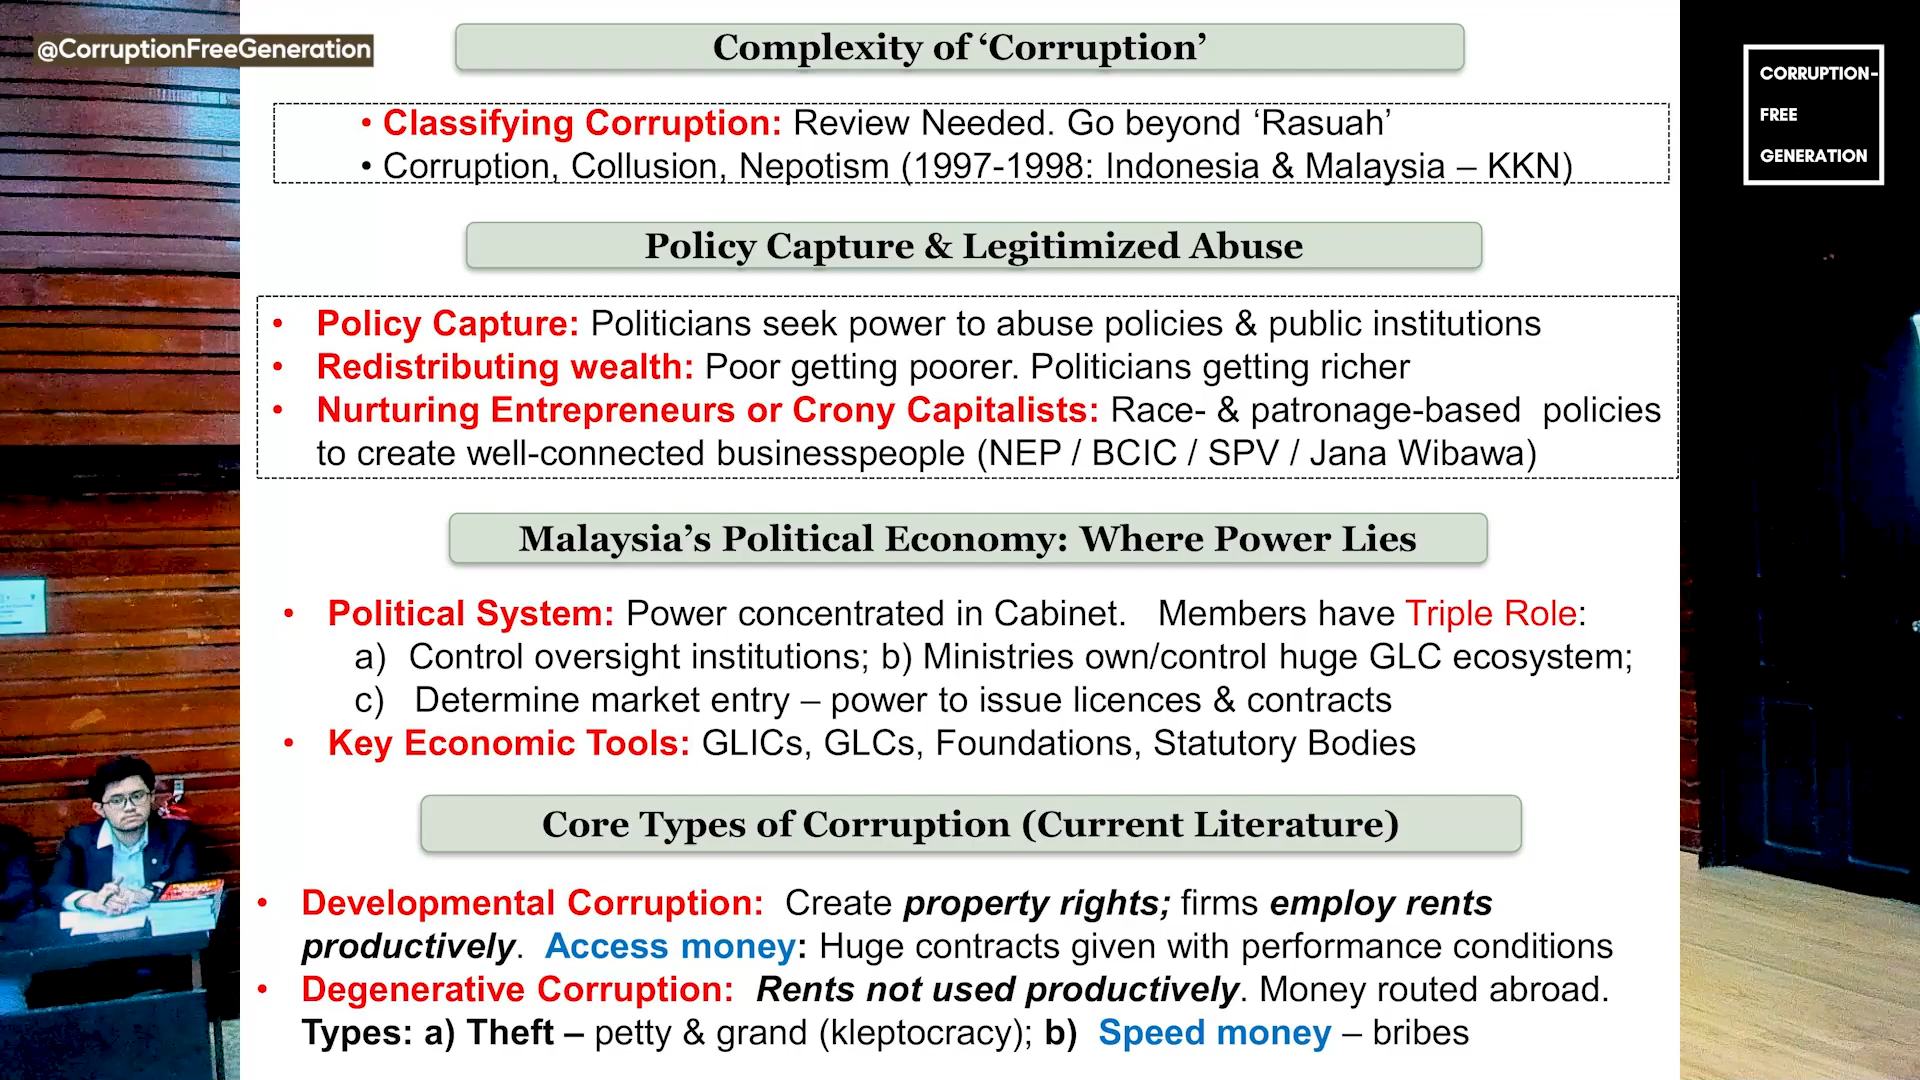 @CorruptionFreeGeneration
CORRUPTION-
FREE
GENERATION
Complexity of ‘Corruption’
• Classifying Corruption: Review Needed. Go beyond ‘Rasuah’
• Corruption, Collusion, Nepotism (1997-1998: Indonesia & Malaysia – KKN)
Policy Capture & Legitimized Abuse
• Policy Capture: Politicians seek power to abuse policies & public institutions
• Redistributing wealth: Poor getting poorer. Politicians getting richer
• Nurturing Entrepreneurs or Crony Capitalists: Race- & patronage-based policies
to create well-connected businesspeople (NEP / BCIC / SPV / Jana Wibawa)
Malaysia’s Political Economy: Where Power Lies
• Political System: Power concentrated in Cabinet. Members have Triple Role:
a) Control oversight institutions; b) Ministries own/control huge GLC ecosystem;
c) Determine market entry – power to issue licences & contracts
• Key Economic Tools: GLICs, GLCs, Foundations, Statutory Bodies
Core Types of Corruption (Current Literature)
• Developmental Corruption: Create property rights; firms employ rents
productively. Access money: Huge contracts given with performance conditions
• Degenerative Corruption: Rents not used productively. Money routed abroad.
Types: a) Theft – petty & grand (kleptocracy); b) Speed money – bribes